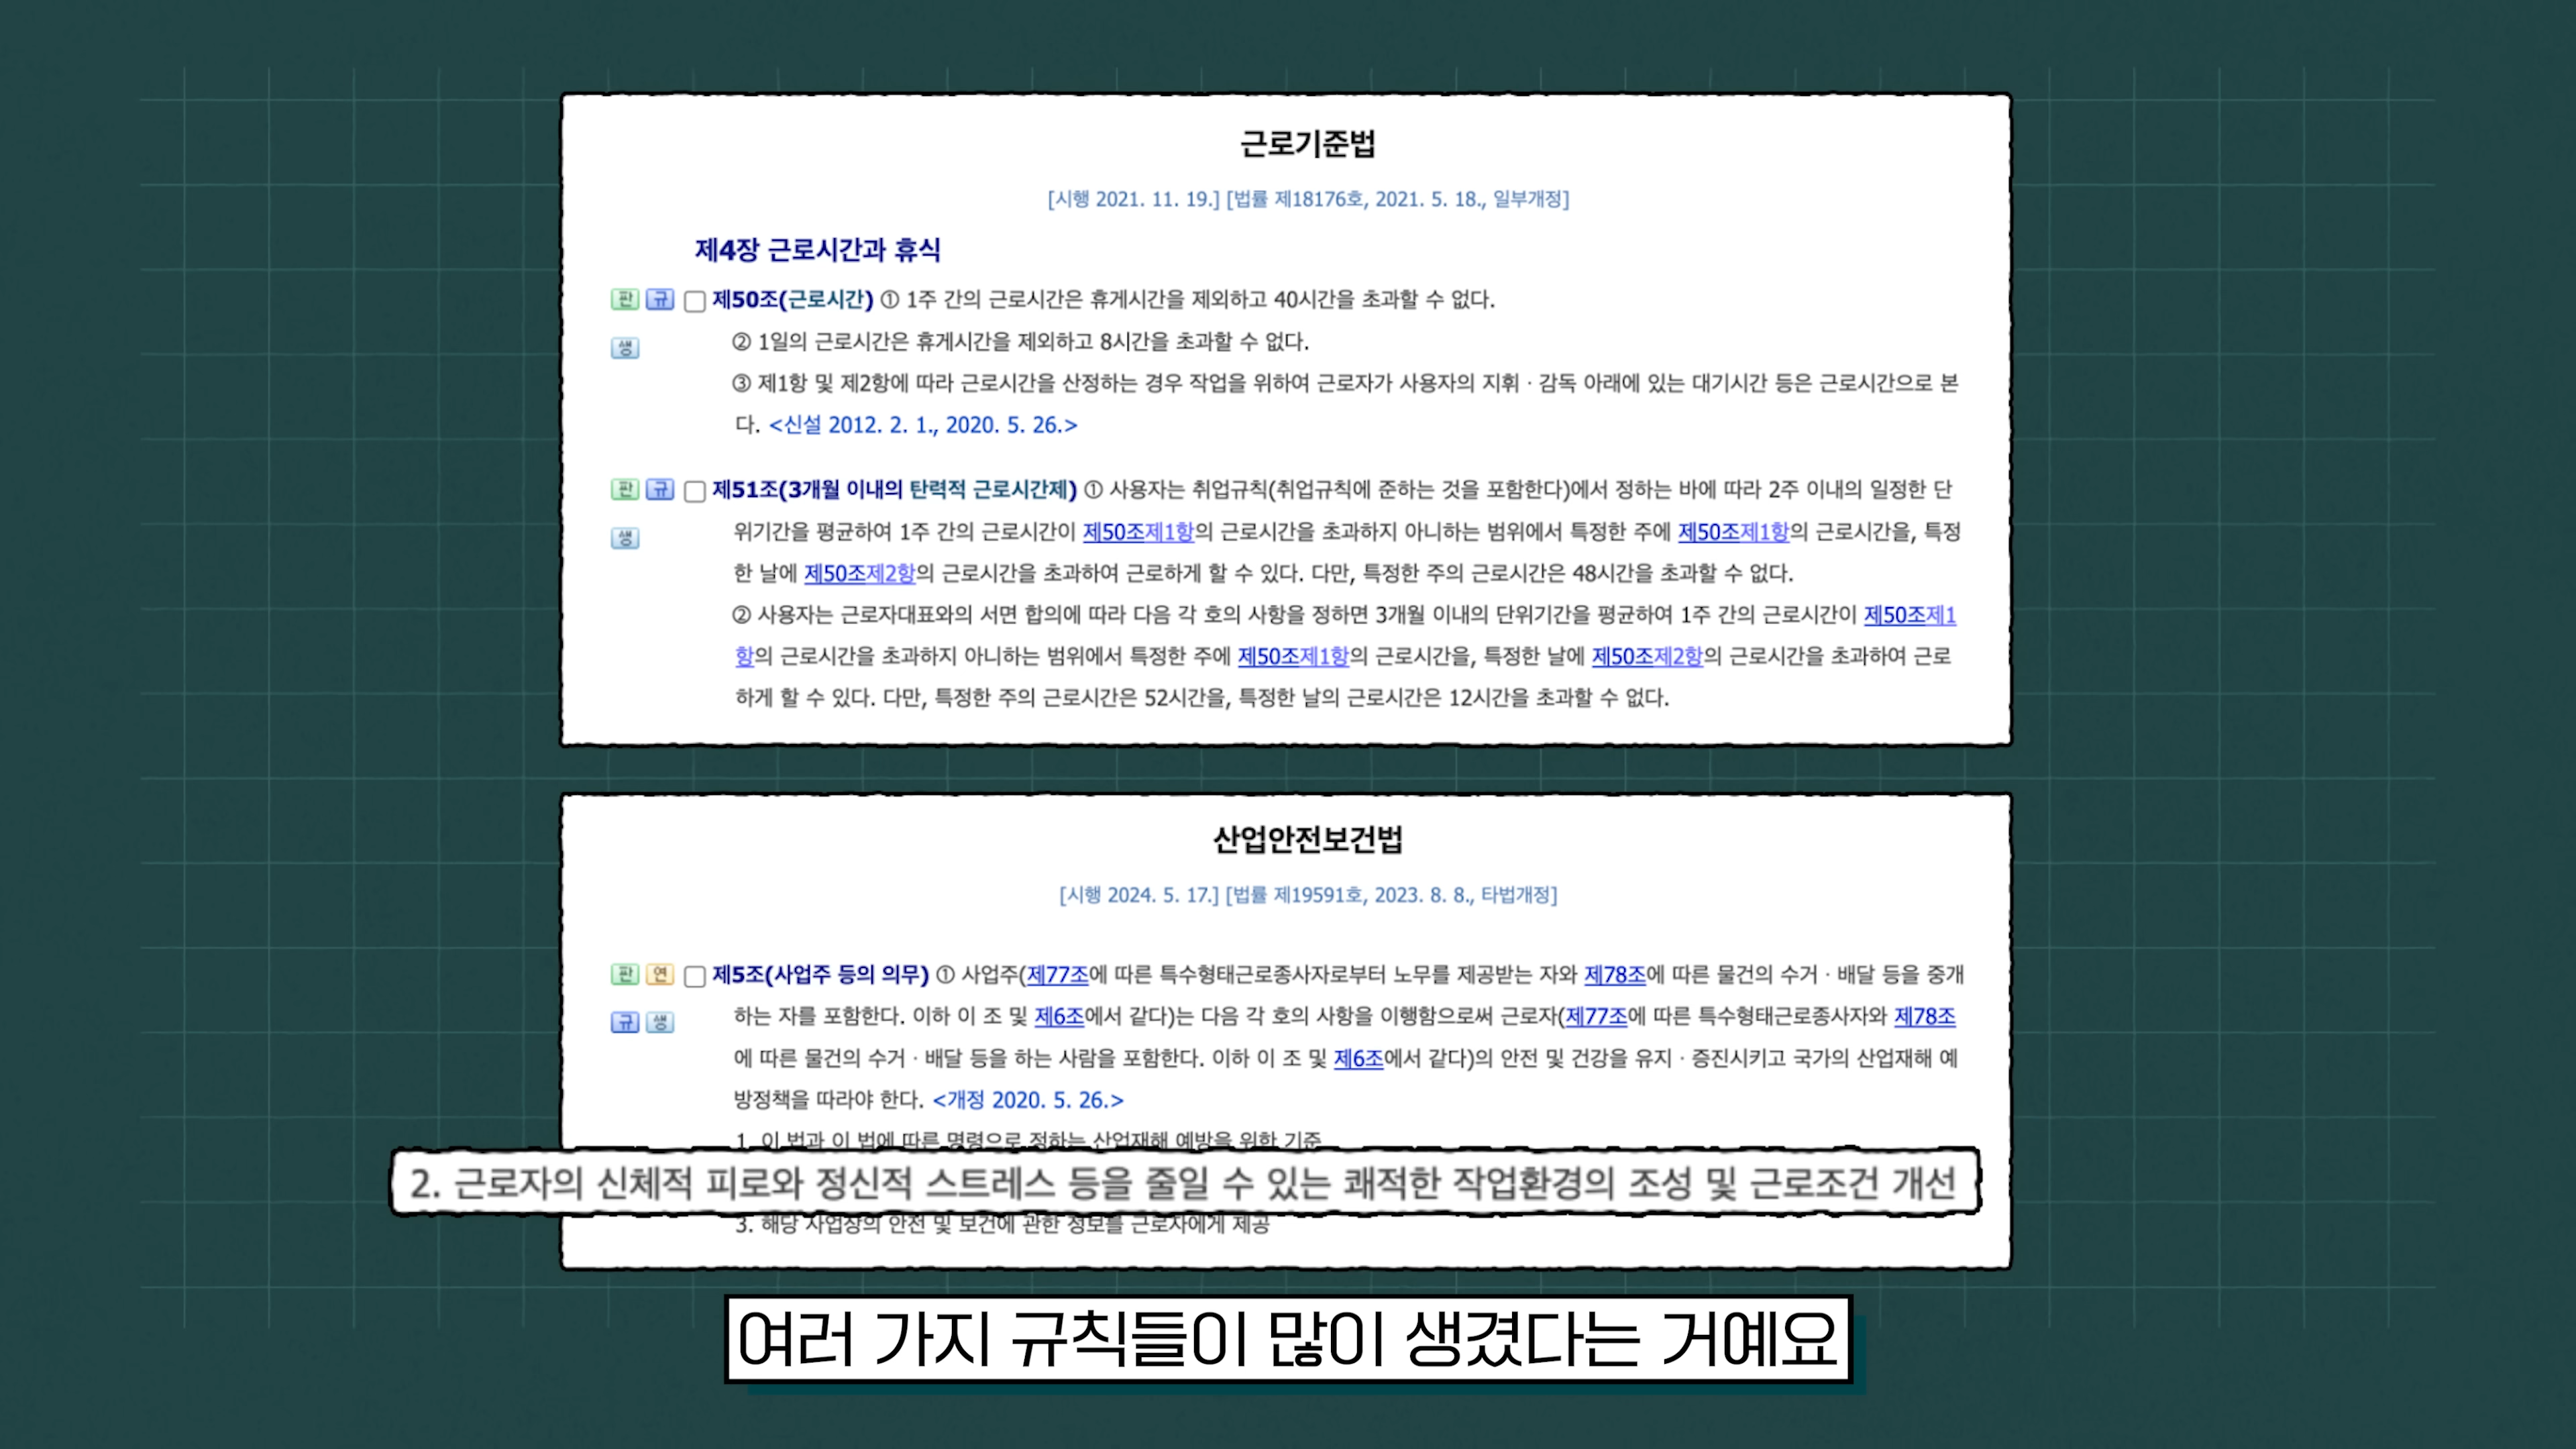 근로기준법
[시행 2021. 11. 19.] [법률 제18176호, 2021. 5. 18., 일부개정]
제4장 근로시간과 휴식
판 규 제50조(근로시간) ① 1주 간의 근로시간은 휴게시간을 제외하고 40시간을 초과할 수 없다.
생 ② 1일의 근로시간은 휴게시간을 제외하고 8시간을 초과할 수 없다.
③ 제1항 및 제2항에 따라 근로시간을 산정하는 경우 작업을 위하여 근로자가 사용자의 지휘ㆍ감독 아래에 있는 대기시간 등은 근로시간으로 본
다. <신설 2012. 2. 1., 2020. 5. 26.>
판 규 제51조(3개월 이내의 탄력적 근로시간제) ① 사용자는 취업규칙(취업규칙에 준하는 것을 포함한다)에서 정하는 바에 따라 2주 이내의 일정한 단
생 위기간을 평균하여 1주 간의 근로시간이 제50조제1항의 근로시간을 초과하지 아니하는 범위에서 특정한 주에 제50조제1항의 근로시간을, 특정
한 날에 제50조제2항의 근로시간을 초과하여 근로하게 할 수 있다. 다만, 특정한 주의 근로시간은 48시간을 초과할 수 없다.
② 사용자는 근로자대표와의 서면 합의에 따라 다음 각 호의 사항을 정하면 3개월 이내의 단위기간을 평균하여 1주 간의 근로시간이 제50조제1
항의 근로시간을 초과하지 아니하는 범위에서 특정한 주에 제50조제1항의 근로시간을, 특정한 날에 제50조제2항의 근로시간을 초과하여 근로
하게 할 수 있다. 다만, 특정한 주의 근로시간은 52시간을, 특정한 날의 근로시간은 12시간을 초과할 수 없다.
산업안전보건법
[시행 2024. 5. 17.] [법률 제19591호, 2023. 8. 8., 타법개정]
판 연 제5조(사업주 등의 의무) ① 사업주(제77조에 따른 특수형태근로종사자로부터 노무를 제공받는 자와 제78조에 따른 물건의 수거ㆍ배달 등을 중개
규 생 하는 자를 포함한다. 이하 이 조 및 제6조에서 같다)는 다음 각 호의 사항을 이행함으로써 근로자(제77조에 따른 특수형태근로종사자와 제78조
에 따른 물건의 수거ㆍ배달 등을 하는 사람을 포함한다. 이하 이 조 및 제6조에서 같다)의 안전 및 건강을 유지ㆍ증진시키고 국가의 산업재해 예
방정책을 따라야 한다. <개정 2020. 5. 26.>
1. 이 법과 이 법에 따른 명령으로 정하는 산업재해 예방을 위한 기준
2. 근로자의 신체적 피로와 정신적 스트레스 등을 줄일 수 있는 쾌적한 작업환경의 조성 및 근로조건 개선
3. 해당 사업장의 안전 및 보건에 관한 정보를 근로자에게 제공
여러 가지 규칙들이 많이 생겼다는 거예요